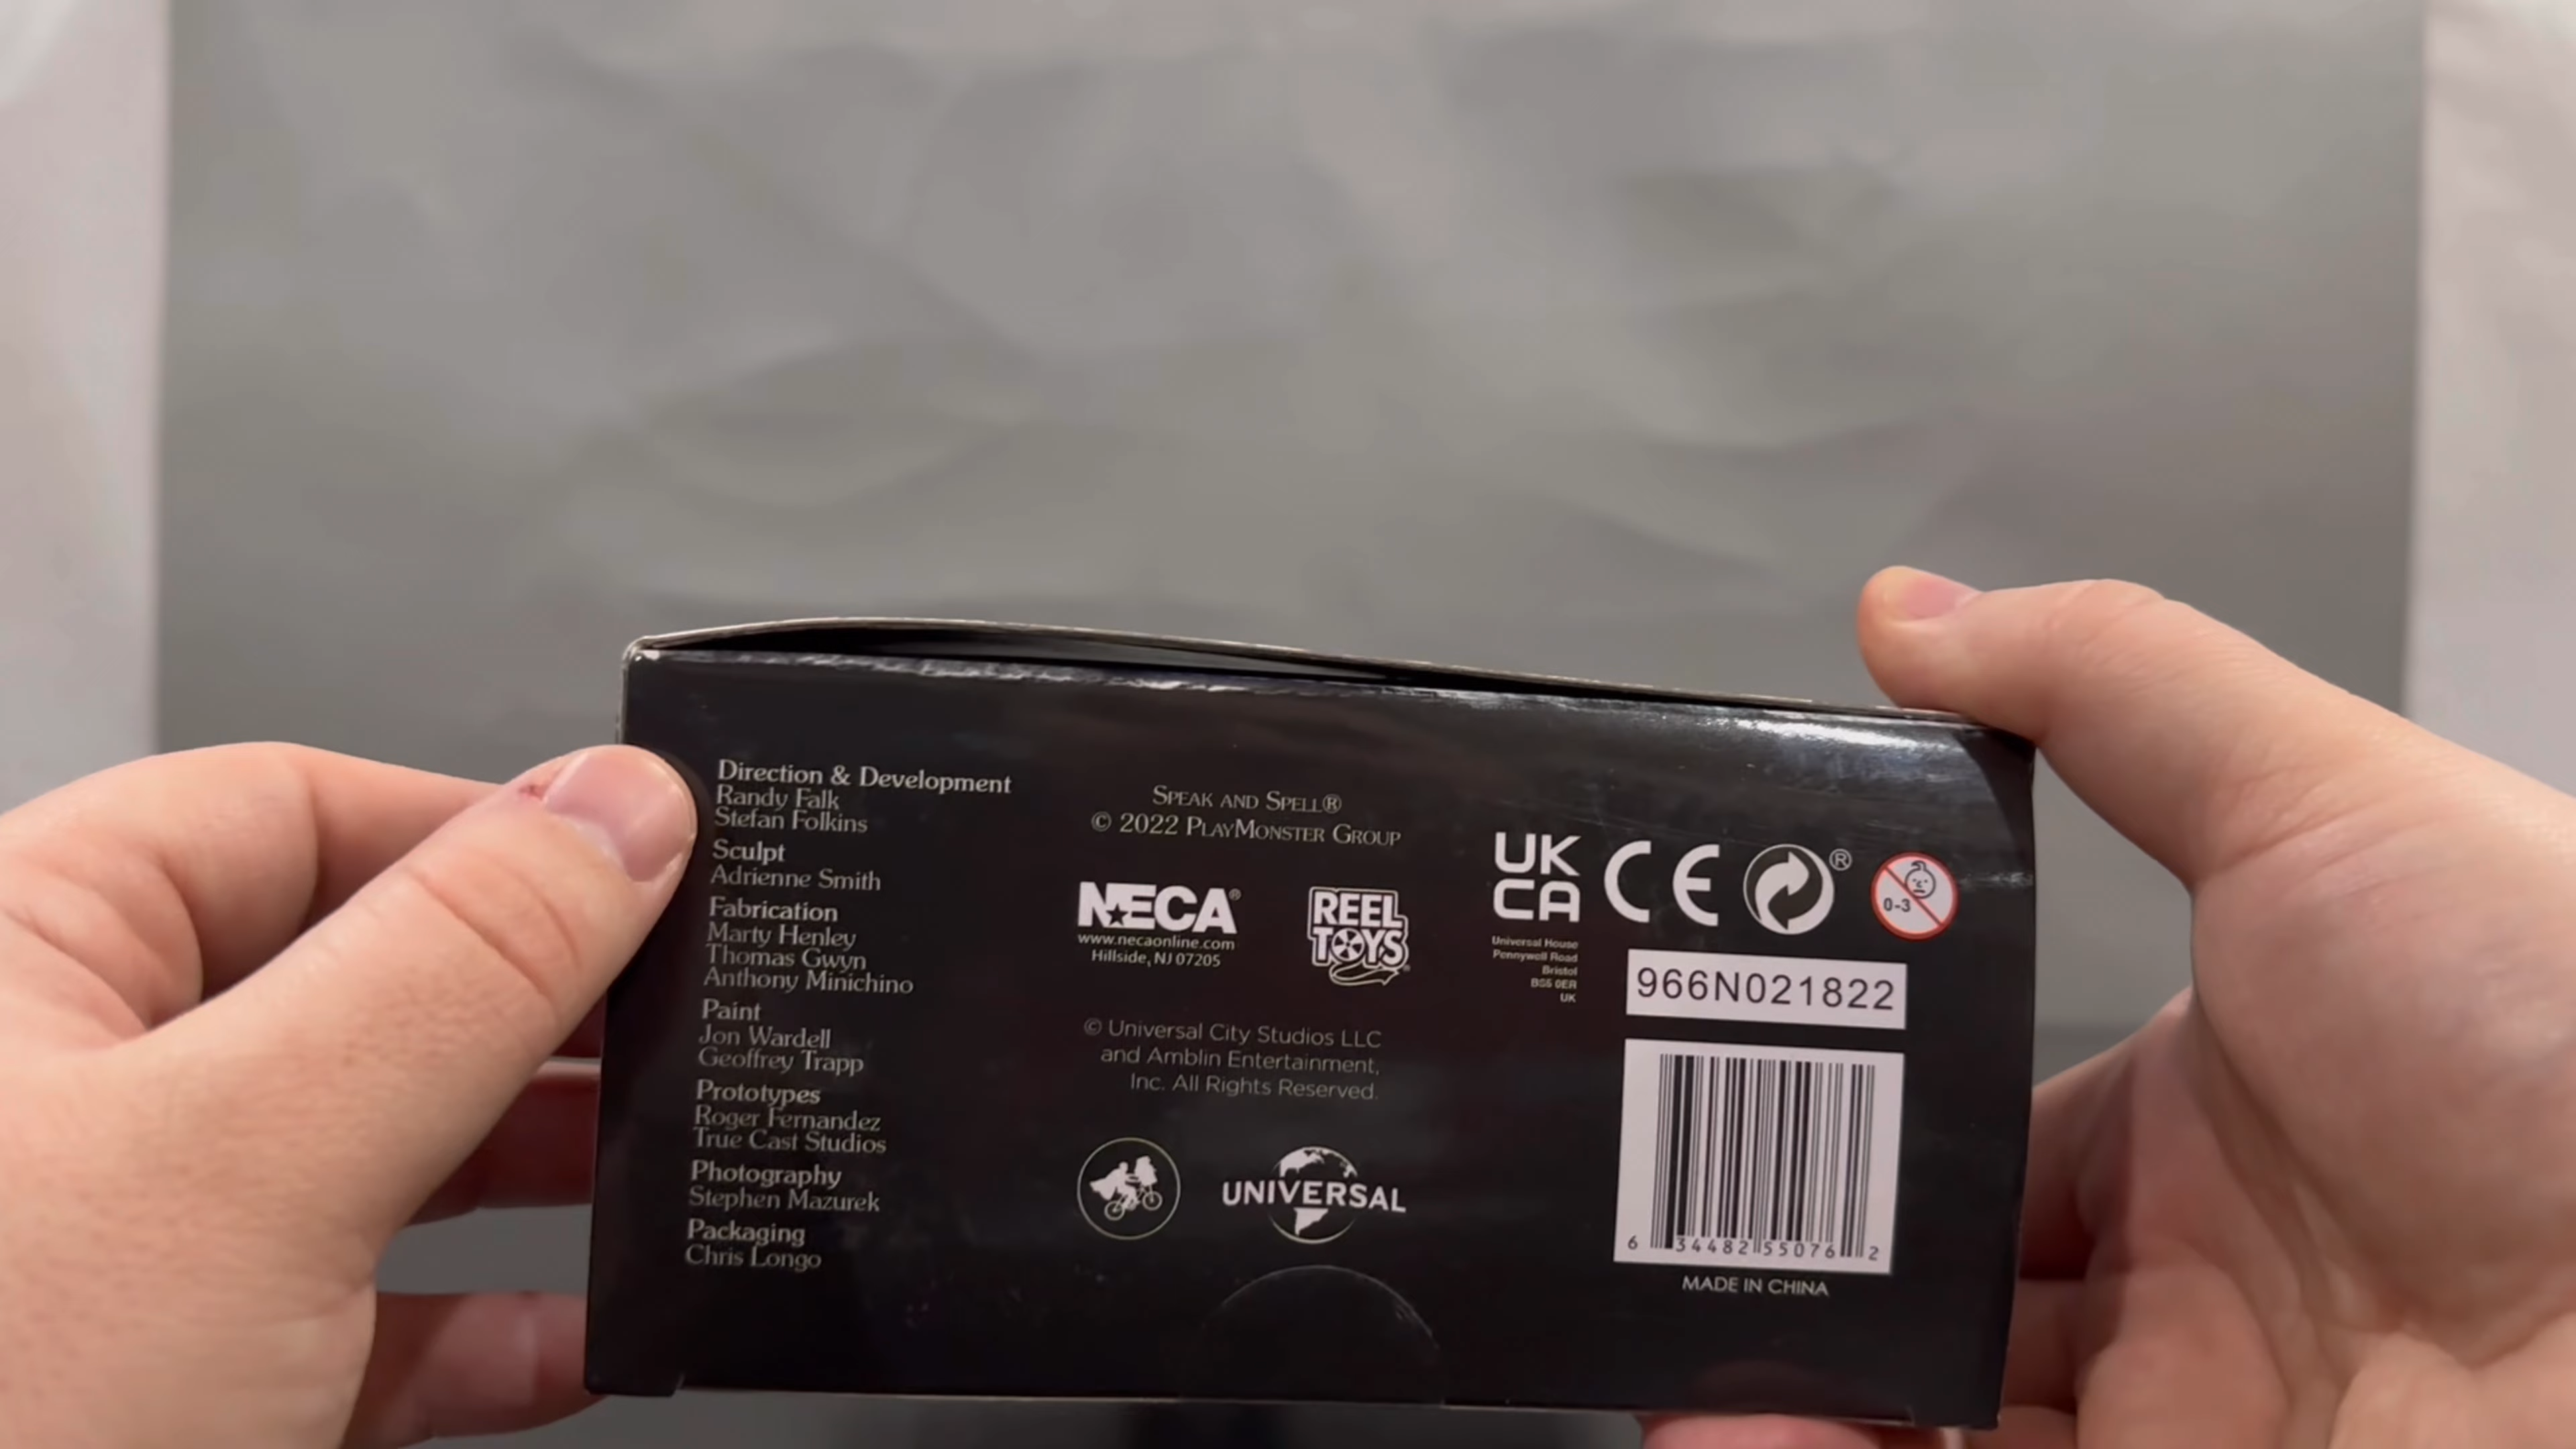 Direction & Development
Randy Falk
Stefan Folkins
Sculpt
Adrienne Smith
Fabrication
Marty Henley
Thomas Gwyn
Anthony Minichino
Paint
Jon Wardell
Geoffrey Trapp
Prototypes
Roger Fernandez
True Cast Studios
Photography
Stephen Mazurek
Packaging
Chris Longo
SPEAK AND SPELL®
© 2022 PLAYMONSTER GROUP
NECA®
www.necaonline.com
Hillside, NJ 07205
REEL
TOYS®
© Universal City Studios LLC
and Amblin Entertainment,
Inc. All Rights Reserved.
UNIVERSAL
UK
CA
CE
®
0-3
Universal House
Pennywell Road
Bristol
BS5 0ER
UK
966N021822
6 34482 55076 2
MADE IN CHINA